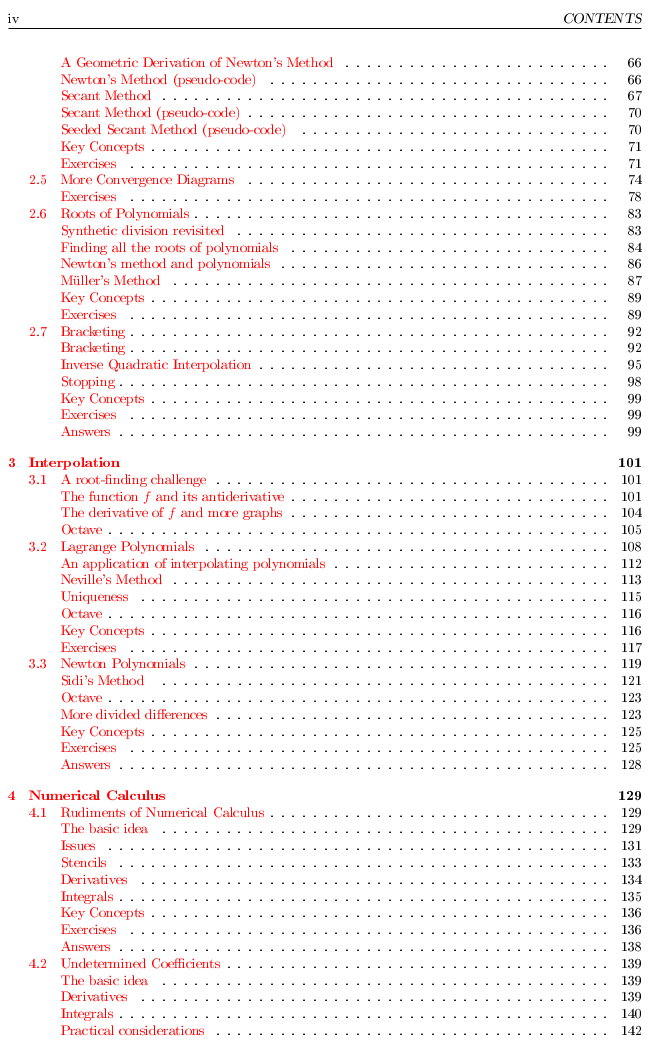 iv CONTENTS
A Geometric Derivation of Newton's Method . . . . . . . . . . . . . . . . . . . . . . . . . 66
Newton's Method (pseudo-code) . . . . . . . . . . . . . . . . . . . . . . . . . 66
Secant Method . . . . . . . . . . . . . . . . . . . . . . . . . 67
Secant Method (pseudo-code) . . . . . . . . . . . . . . . . . . . . . . . . . 70
Seeded Secant Method (pseudo-code) . . . . . . . . . . . . . . . . . . . . . . . . . 70
Key Concepts . . . . . . . . . . . . . . . . . . . . . . . . . 71
Exercises . . . . . . . . . . . . . . . . . . . . . . . . . 71
2.5 More Convergence Diagrams . . . . . . . . . . . . . . . . . . . . . . . . . 74
Exercises . . . . . . . . . . . . . . . . . . . . . . . . . 78
2.6 Roots of Polynomials . . . . . . . . . . . . . . . . . . . . . . . . . 83
Synthetic division revisited . . . . . . . . . . . . . . . . . . . . . . . . . 83
Finding all the roots of polynomials . . . . . . . . . . . . . . . . . . . . . . . . . 84
Newton's method and polynomials . . . . . . . . . . . . . . . . . . . . . . . . . 86
Müller's Method . . . . . . . . . . . . . . . . . . . . . . . . . 87
Key Concepts . . . . . . . . . . . . . . . . . . . . . . . . . 89
Exercises . . . . . . . . . . . . . . . . . . . . . . . . . 89
2.7 Bracketing . . . . . . . . . . . . . . . . . . . . . . . . . 92
Bracketing . . . . . . . . . . . . . . . . . . . . . . . . . 92
Inverse Quadratic Interpolation . . . . . . . . . . . . . . . . . . . . . . . . . 95
Stopping . . . . . . . . . . . . . . . . . . . . . . . . . 98
Key Concepts . . . . . . . . . . . . . . . . . . . . . . . . . 99
Exercises . . . . . . . . . . . . . . . . . . . . . . . . . 99
Answers . . . . . . . . . . . . . . . . . . . . . . . . . 99
3 Interpolation 101
3.1 A root-finding challenge . . . . . . . . . . . . . . . . . . . . . . . . . 101
The function f and its antiderivative . . . . . . . . . . . . . . . . . . . . . . . . . 101
The derivative of f and more graphs . . . . . . . . . . . . . . . . . . . . . . . . . 104
Octave . . . . . . . . . . . . . . . . . . . . . . . . . 105
3.2 Lagrange Polynomials . . . . . . . . . . . . . . . . . . . . . . . . . 108
An application of interpolating polynomials . . . . . . . . . . . . . . . . . . . . . . . . . 112
Neville's Method . . . . . . . . . . . . . . . . . . . . . . . . . 113
Uniqueness . . . . . . . . . . . . . . . . . . . . . . . . . 115
Octave . . . . . . . . . . . . . . . . . . . . . . . . . 116
Key Concepts . . . . . . . . . . . . . . . . . . . . . . . . . 116
Exercises . . . . . . . . . . . . . . . . . . . . . . . . . 117
3.3 Newton Polynomials . . . . . . . . . . . . . . . . . . . . . . . . . 119
Sidi's Method . . . . . . . . . . . . . . . . . . . . . . . . . 121
Octave . . . . . . . . . . . . . . . . . . . . . . . . . 123
More divided differences . . . . . . . . . . . . . . . . . . . . . . . . . 123
Key Concepts . . . . . . . . . . . . . . . . . . . . . . . . . 125
Exercises . . . . . . . . . . . . . . . . . . . . . . . . . 125
Answers . . . . . . . . . . . . . . . . . . . . . . . . . 128
4 Numerical Calculus 129
4.1 Rudiments of Numerical Calculus . . . . . . . . . . . . . . . . . . . . . . . . . 129
The basic idea . . . . . . . . . . . . . . . . . . . . . . . . . 129
Issues . . . . . . . . . . . . . . . . . . . . . . . . . 131
Stencils . . . . . . . . . . . . . . . . . . . . . . . . . 133
Derivatives . . . . . . . . . . . . . . . . . . . . . . . . . 134
Integrals . . . . . . . . . . . . . . . . . . . . . . . . . 135
Key Concepts . . . . . . . . . . . . . . . . . . . . . . . . . 136
Exercises . . . . . . . . . . . . . . . . . . . . . . . . . 136
Answers . . . . . . . . . . . . . . . . . . . . . . . . . 138
4.2 Undetermined Coefficients . . . . . . . . . . . . . . . . . . . . . . . . . 139
The basic idea . . . . . . . . . . . . . . . . . . . . . . . . . 139
Derivatives . . . . . . . . . . . . . . . . . . . . . . . . . 139
Integrals . . . . . . . . . . . . . . . . . . . . . . . . . 140
Practical considerations . . . . . . . . . . . . . . . . . . . . . . . . . 142